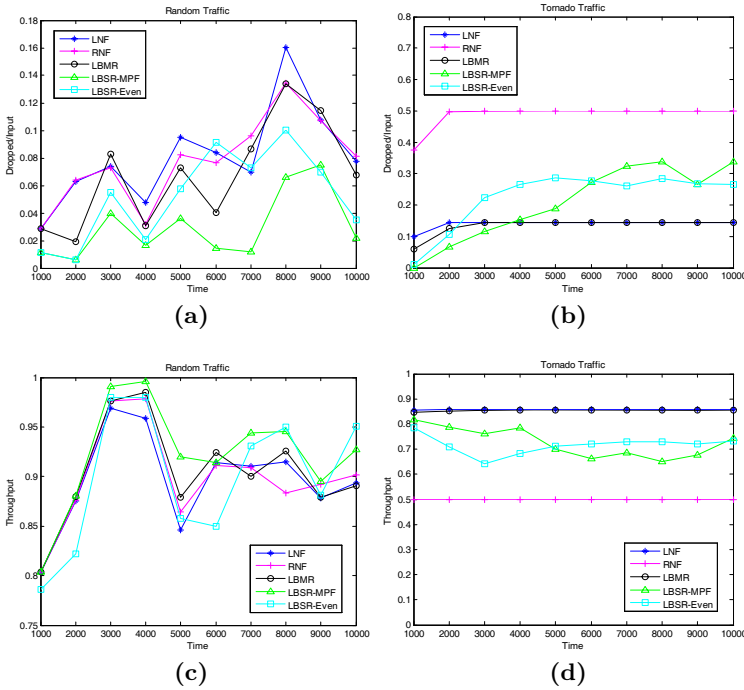 Random Traffic
0.18
0.16
0.14
0.12
0.1
0.08
0.06
0.04
0.02
0
Dropped/Input
LNF
RNF
LBMR
LBSR-MPF
LBSR-Even
1000 2000 3000 4000 5000 6000 7000 8000 9000 10000
Time
(a)
Tornado Traffic
0.8
0.7
0.6
0.5
0.4
0.3
0.2
0.1
0
Dropped/Input
LNF
RNF
LBMR
LBSR-MPF
LBSR-Even
1000 2000 3000 4000 5000 6000 7000 8000 9000 10000
Time
(b)
Random Traffic
1
0.95
0.9
0.85
0.8
0.75
Throughput
LNF
RNF
LBMR
LBSR-MPF
LBSR-Even
1000 2000 3000 4000 5000 6000 7000 8000 9000 10000
Time
(c)
Tornado Traffic
1
0.9
0.8
0.7
0.6
0.5
0.4
0.3
0.2
0.1
0
Throughput
LNF
RNF
LBMR
LBSR-MPF
LBSR-Even
1000 2000 3000 4000 5000 6000 7000 8000 9000 10000
Time
(d)